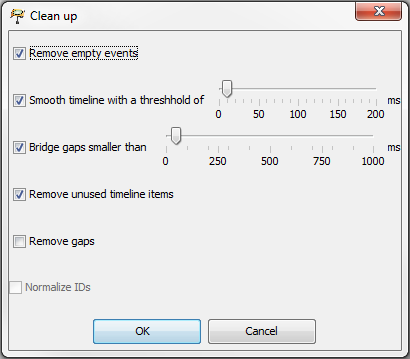 Clean up
Remove empty events
Smooth timeline with a threshhold of
ms
0 50 100 150 200
Bridge gaps smaller than
ms
0 250 500 750 1000
Remove unused timeline items
Remove gaps
Normalize IDs
OK Cancel